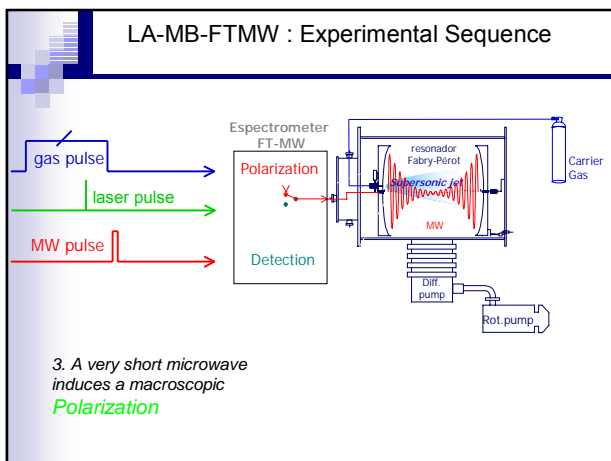 LA-MB-FTMW : Experimental Sequence
Espectrometer
FT-MW
gas pulse
laser pulse
MW pulse
Polarization
Detection
resonador
Fabry-Pérot
Supersonic jet
MW
Carrier
Gas
Diff.
pump
Rot.pump
3. A very short microwave
induces a macroscopic
Polarization